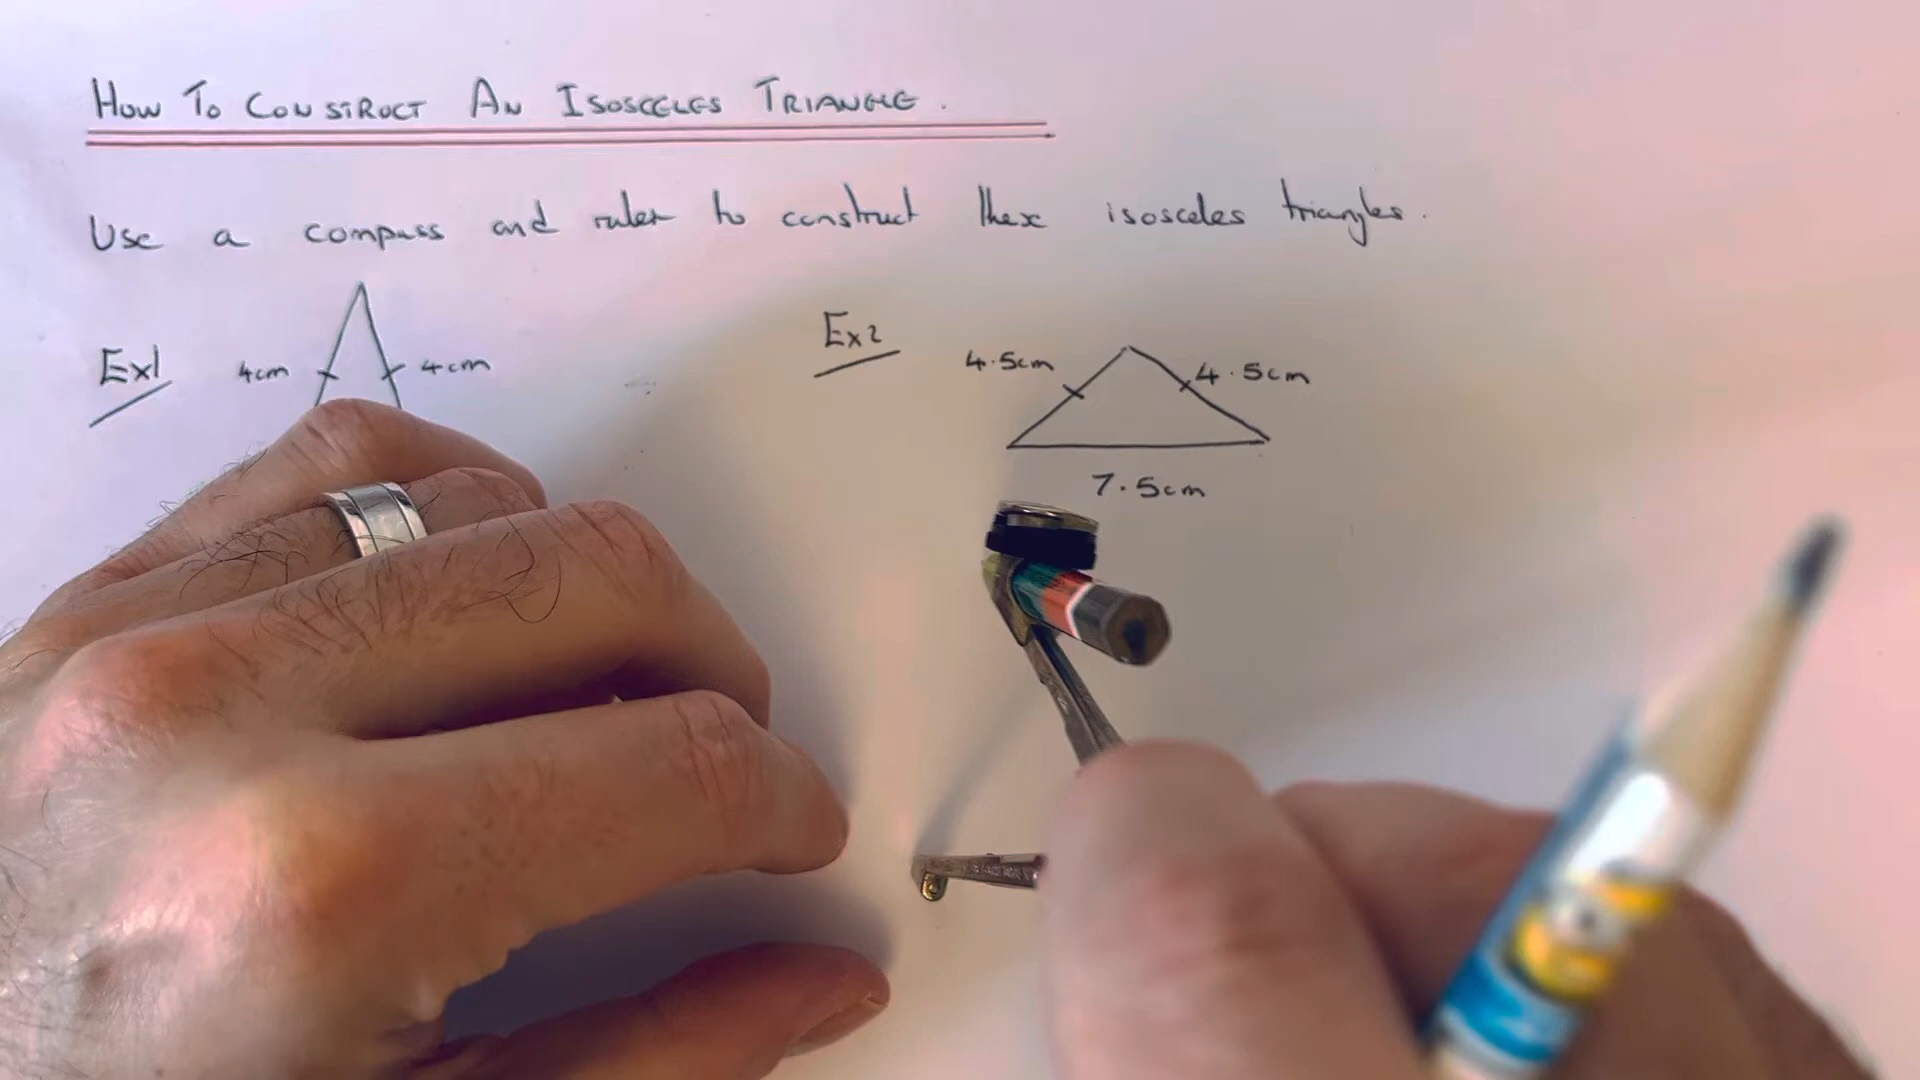 HOW TO CONSTRUCT AN ISOSCELES TRIANGLE.
Use a compass and ruler to construct these isosceles triangles.
Ex1
4cm
4cm
Ex2
4.5cm
4.5cm
7.5cm